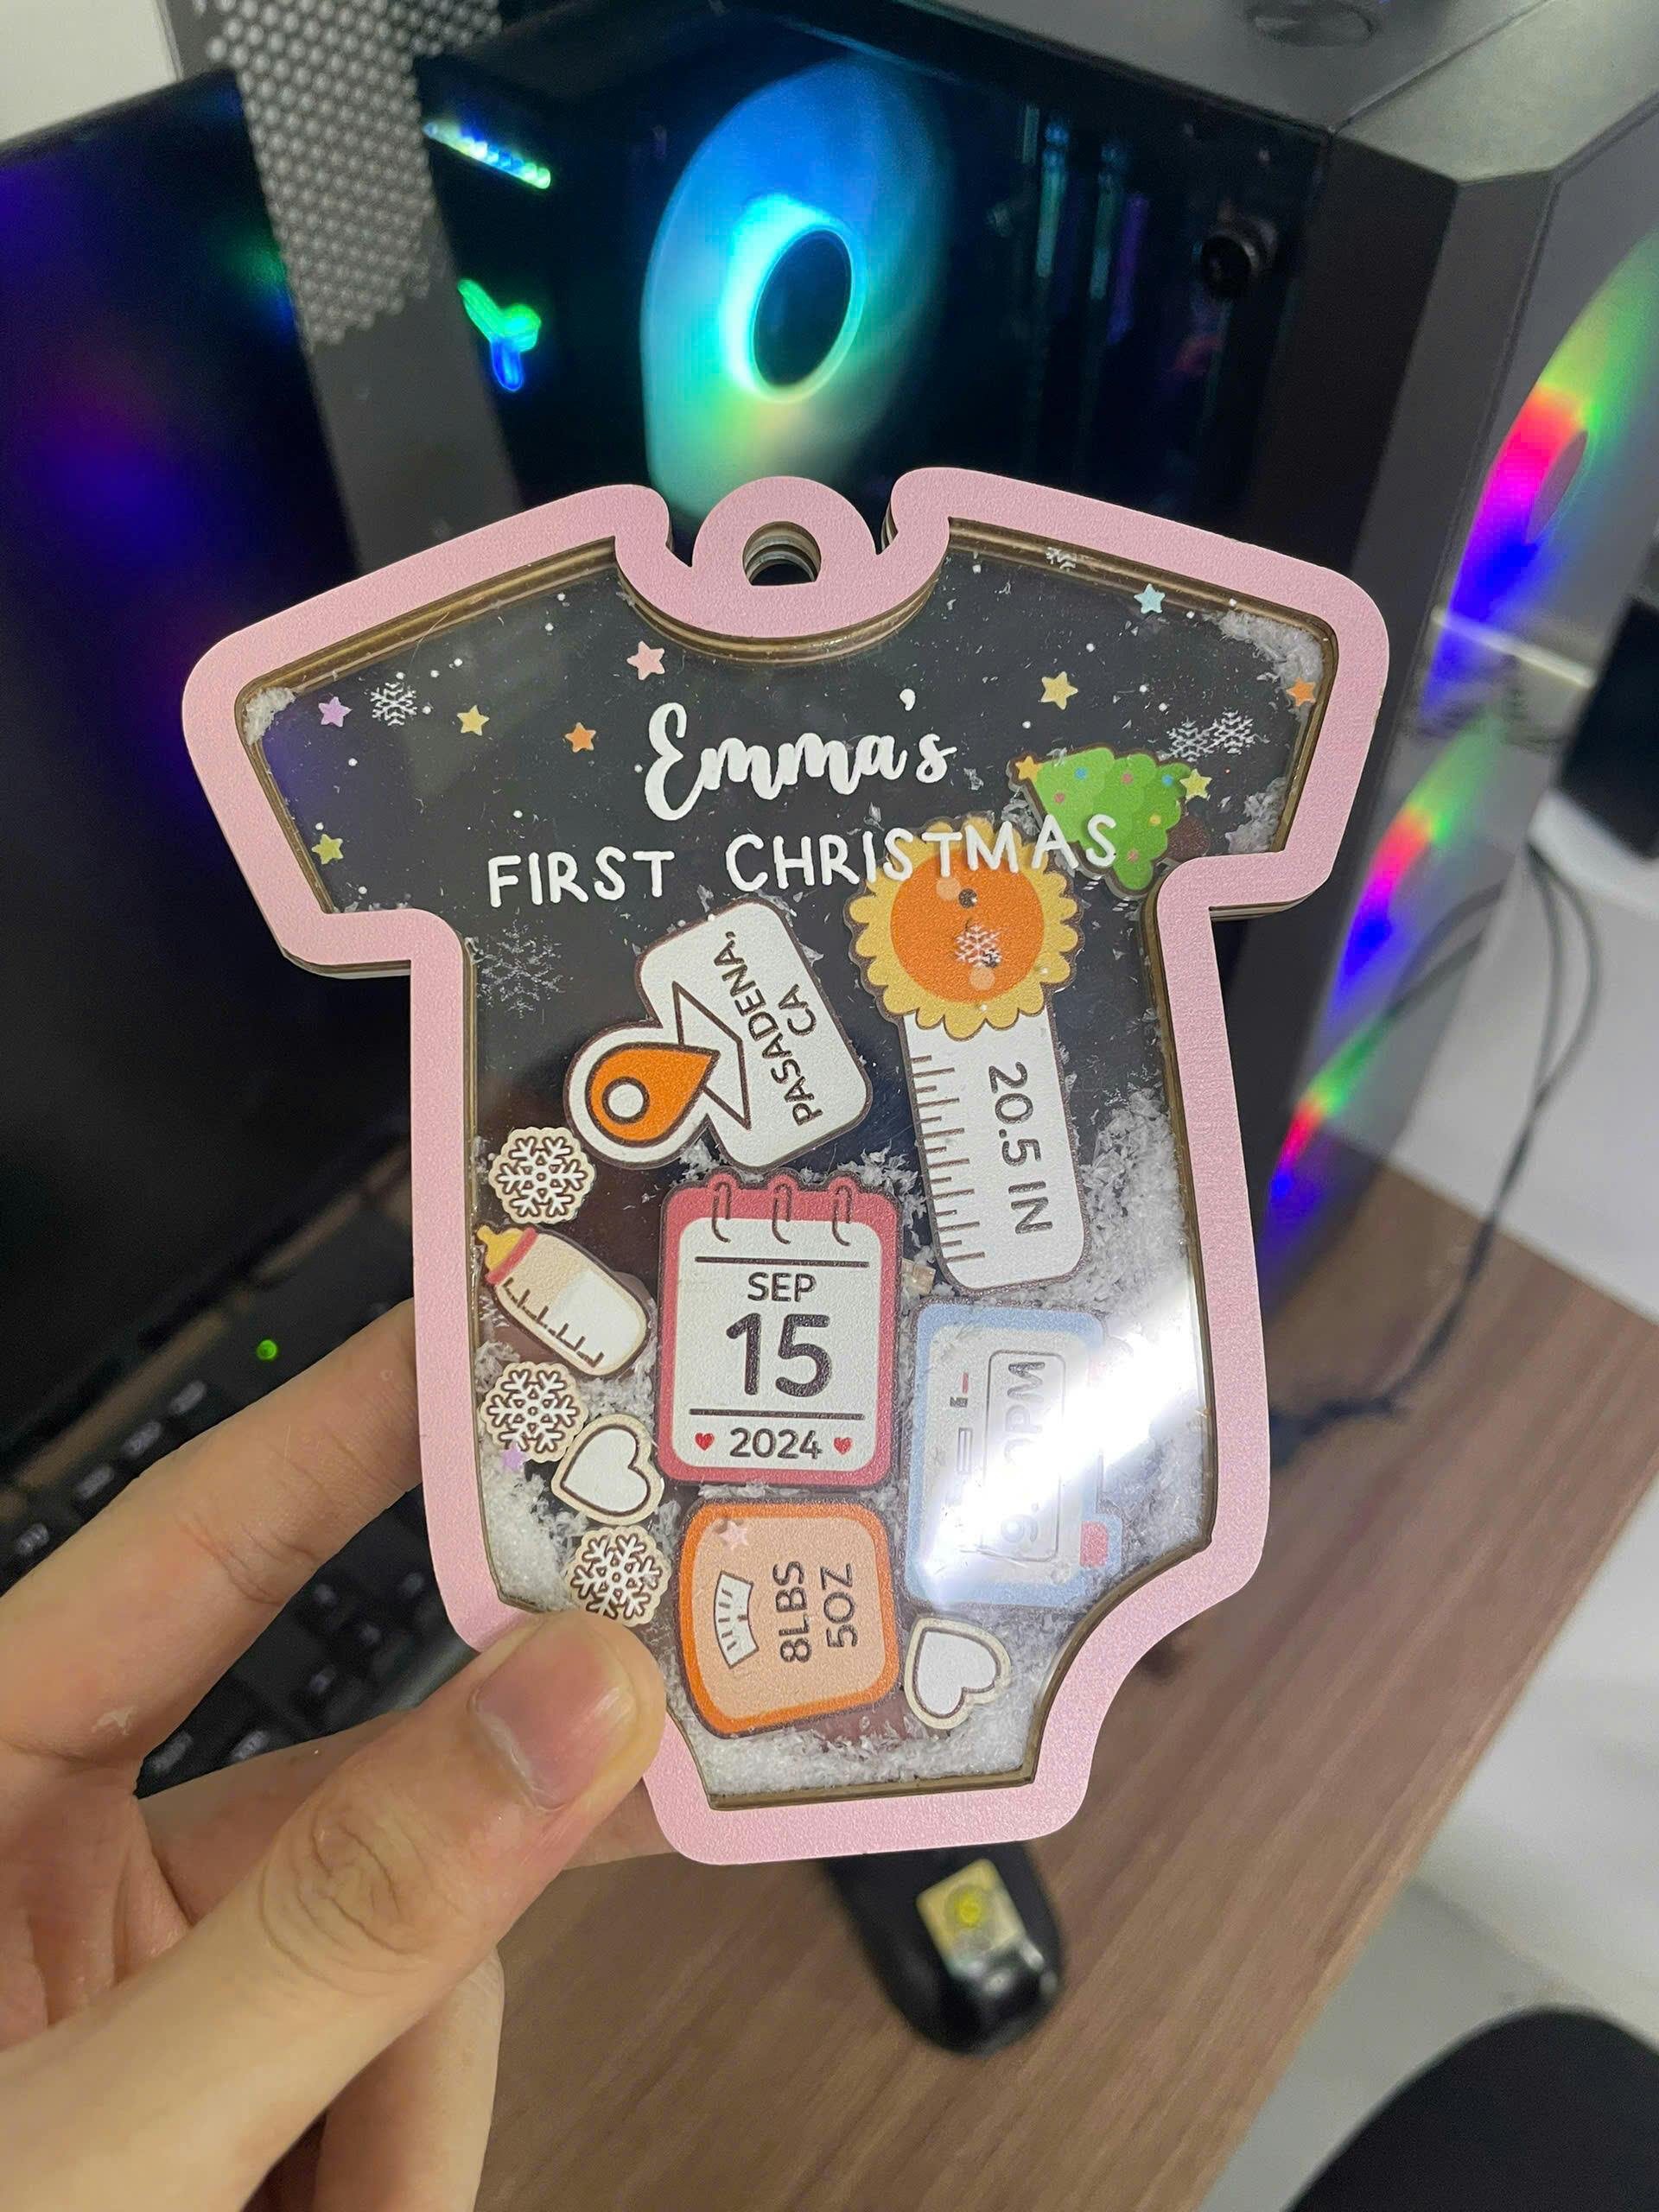 Emma's
FIRST CHRISTMAS
PASADENA,
CA
20.5 IN
SEP
15
2024
8LBS
5OZ